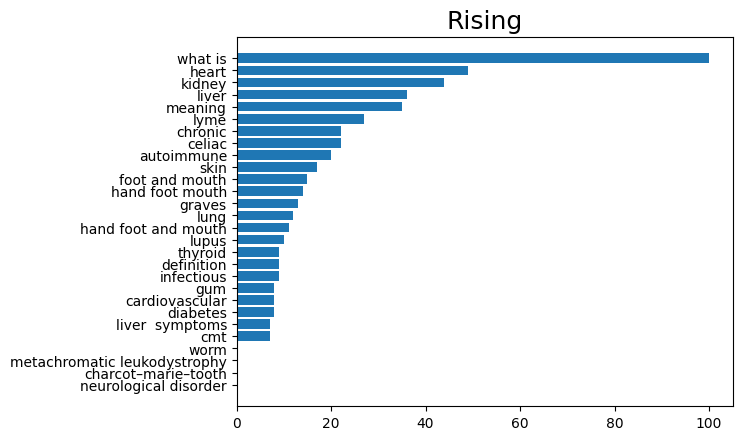 Rising
what is
heart
kidney
liver
meaning
lyme
chronic
celiac
autoimmune
skin
foot and mouth
hand foot mouth
graves
lung
hand foot and mouth
lupus
thyroid
definition
infectious
gum
cardiovascular
diabetes
liver  symptoms
cmt
worm
metachromatic leukodystrophy
charcot–marie–tooth
neurological disorder
0 20 40 60 80 100